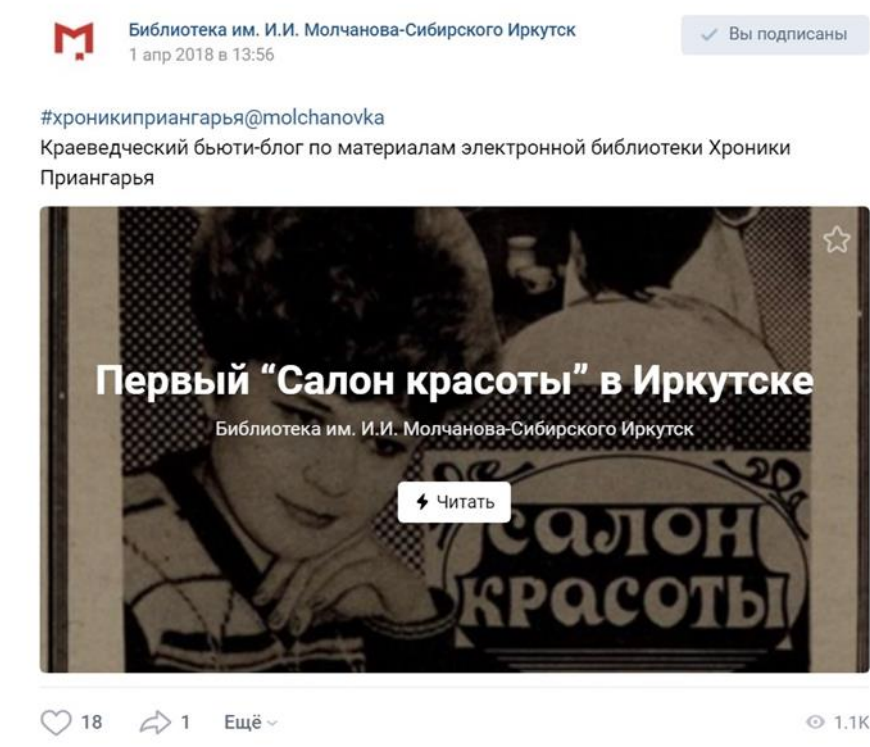 Библиотека им. И.И. Молчанова-Сибирского Иркутск
1 апр 2018 в 13:56
Вы подписаны
#хроникиприангарья@molchanovka
Краеведческий бьюти-блог по материалам электронной библиотеки Хроники
Приангарья
Первый “Салон красоты” в Иркутске
Библиотека им. И.И. Молчанова-Сибирского Иркутск
Читать
салон
красоты
18
1
Ещё
1.1K